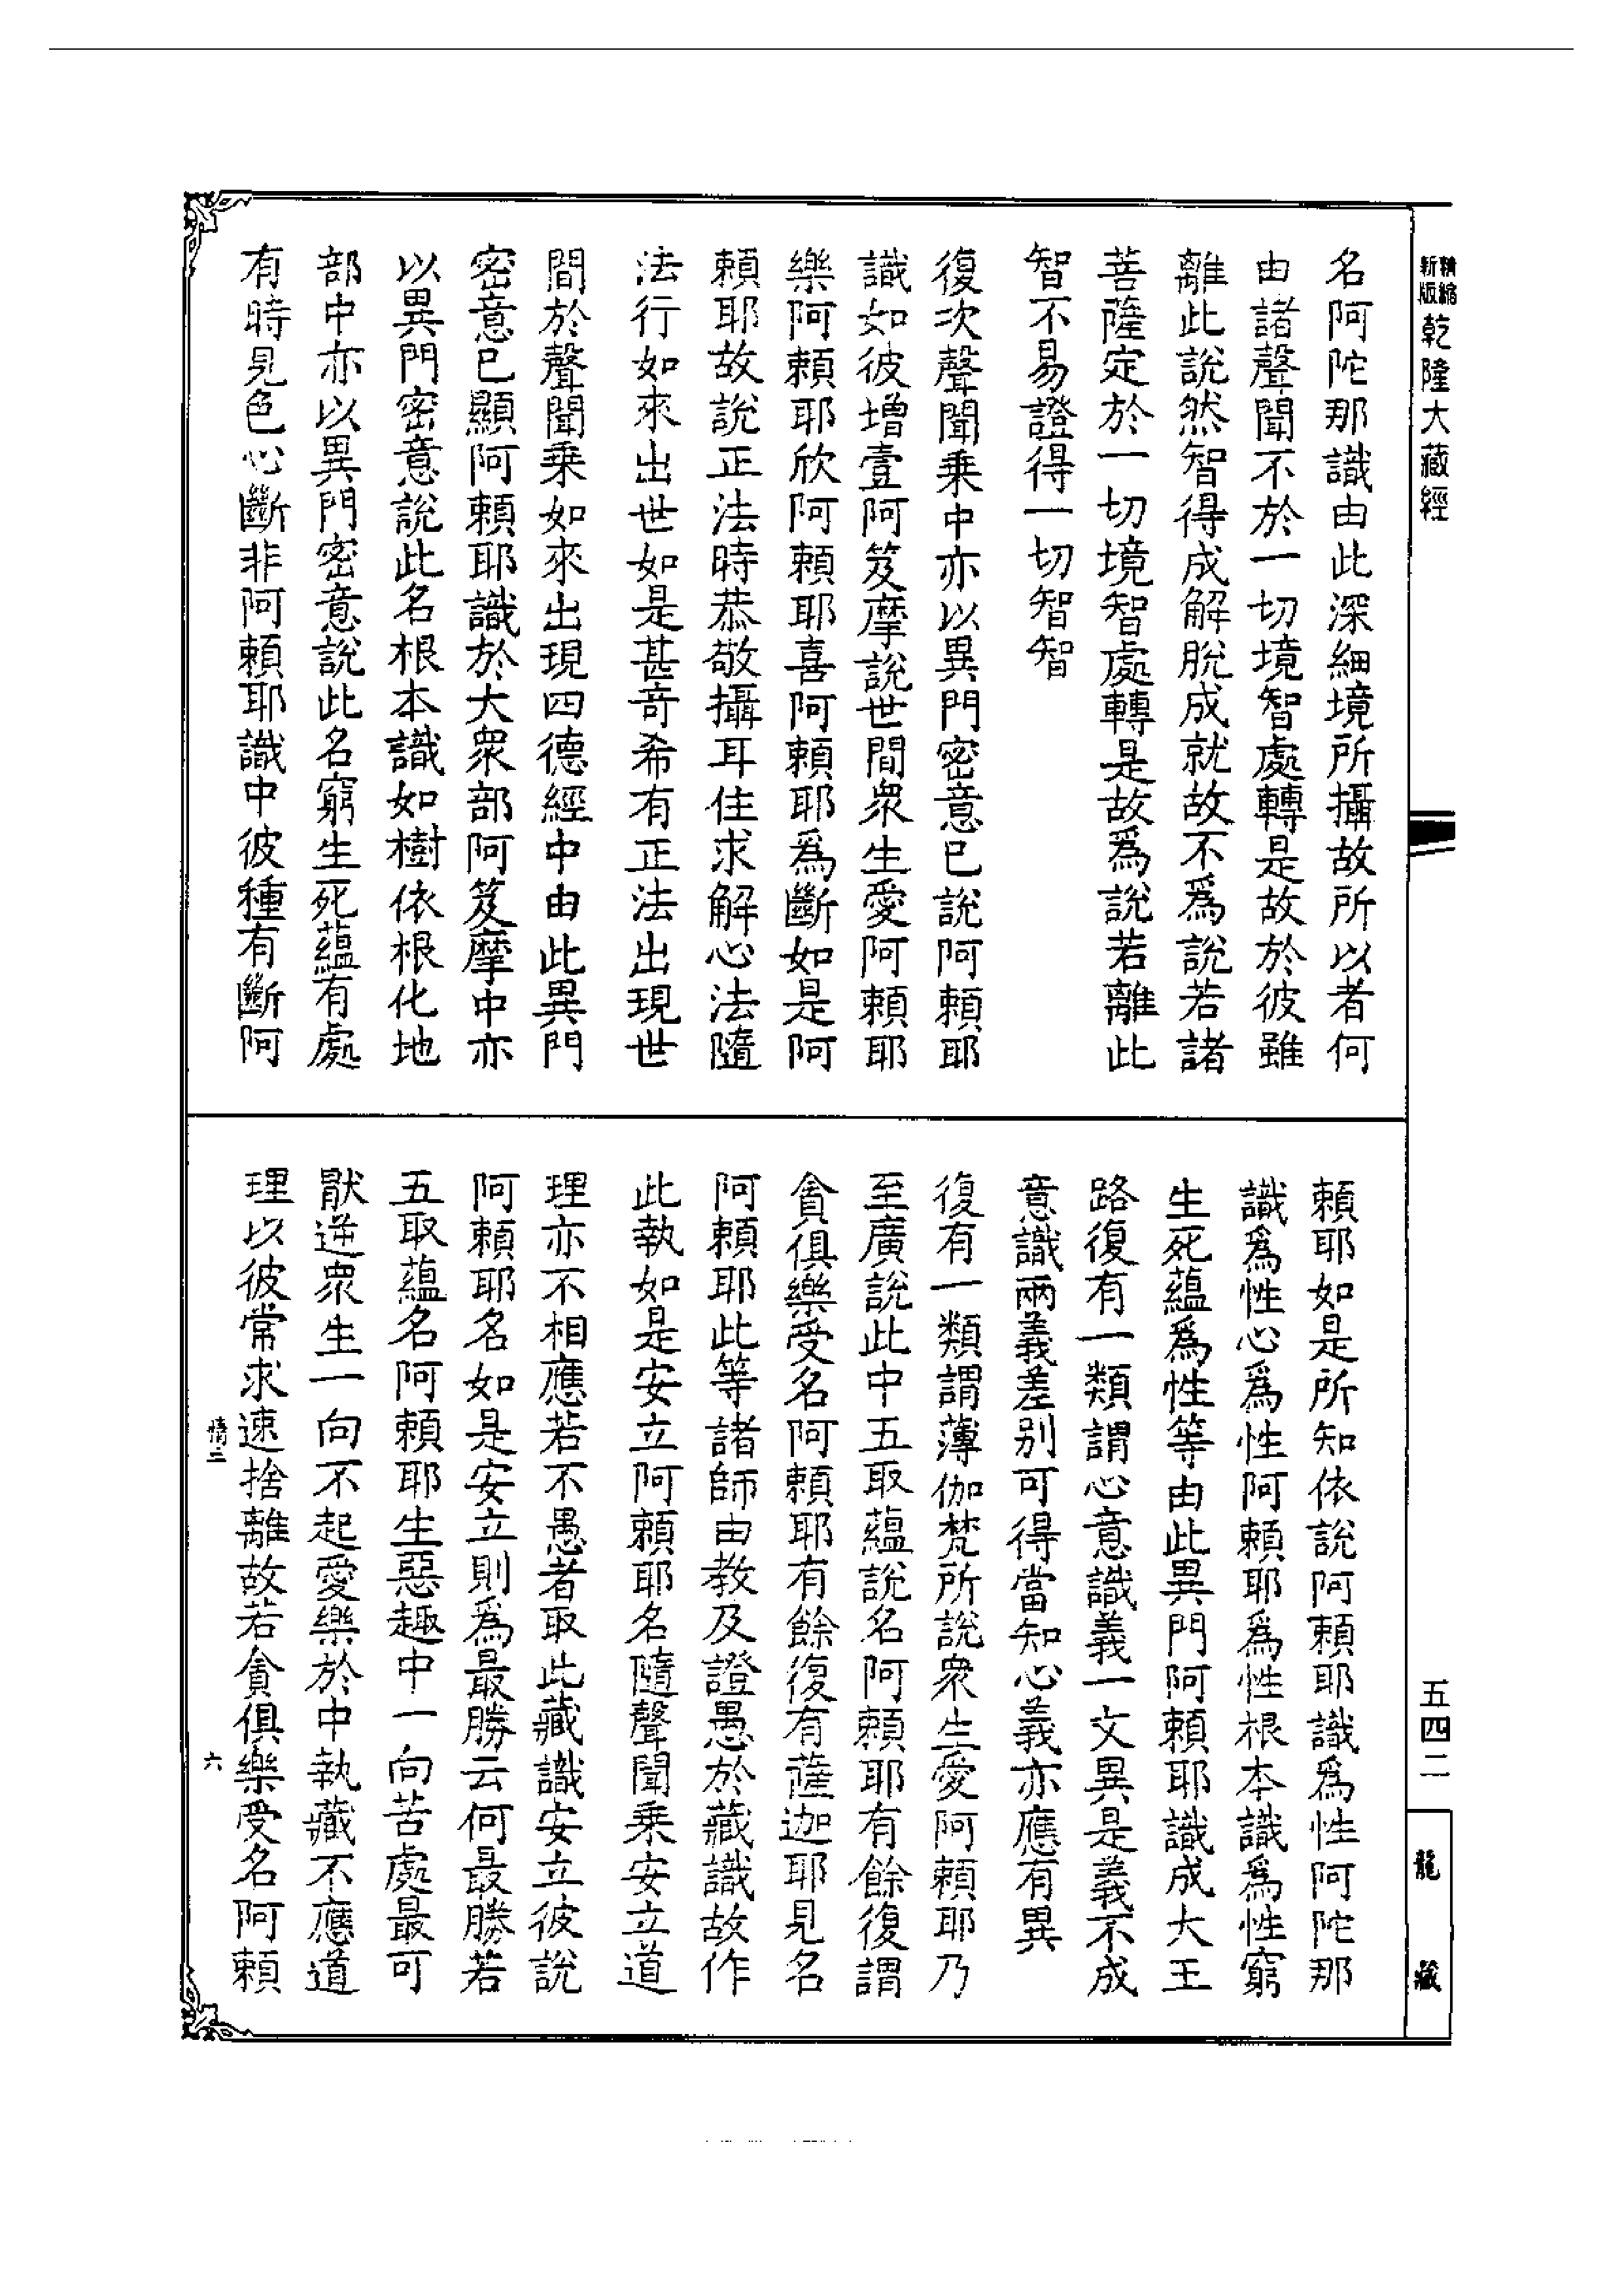 精縮新版乾隆大藏經
名阿陀那識由此深細境所攝故所以者何
由諸聲聞不於一切境智處轉是故於彼雖
離此說然智得成解脫成就故不爲說若諸
菩薩定於一切境智處轉是故爲說若離此
智不易證得一切智智
復次聲聞乘中亦以異門密意已說阿賴耶
識如彼增壹阿笈摩說世間衆生愛阿賴耶
樂阿賴耶欣阿賴耶喜阿賴耶爲斷如是阿
賴耶故說正法時恭敬攝耳住求解心法隨
法行如來出世如是甚奇希有正法出現世
間於聲聞乘如來出現四德經中由此異門
密意已顯阿賴耶識於大衆部阿笈摩中亦
以異門密意說此名根本識如樹依根化地
部中亦以異門密意說此名窮生死蘊有處
有時見色心斷非阿賴耶識中彼種有斷阿
賴耶如是所知依說阿賴耶識爲性阿陀那
識爲性心爲性阿賴耶爲性根本識爲性窮
生死蘊爲性等由此異門阿賴耶識成大王
路復有一類謂心意識義一文異是義不成
意識兩義差別可得當知心義亦應有異
復有一類謂薄伽梵所說衆生愛阿賴耶乃
至廣說此中五取蘊說名阿賴耶有餘復謂
貪俱樂受名阿賴耶有餘復有薩迦耶見名
阿賴耶此等諸師由教及證愚於藏識故作
此執如是安立阿賴耶名隨聲聞乘安立道
理亦不相應若不愚者取此藏識安立彼說
阿賴耶名如是安立則爲最勝云何最勝若
五取蘊名阿賴耶生惡趣中一向苦處最可
厭逆衆生一向不起愛樂於中執藏不應道
理以彼常求速捨離故若貪俱樂受名阿賴
五四二
龍藏
情二
六